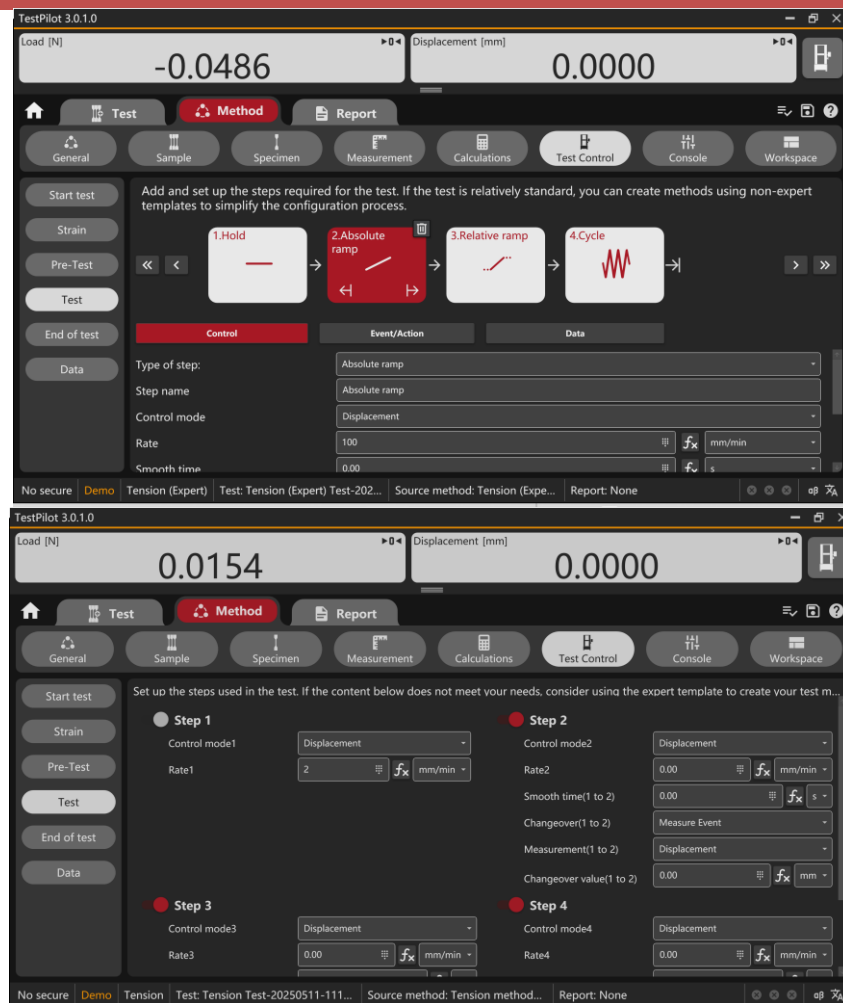 TestPilot 3.0.1.0
Load [N]
-0.0486
Displacement [mm]
0.0000
Test
Method
Report
General
Sample
Specimen
Measurement
Calculations
Test Control
Console
Workspace
Start test
Strain
Pre-Test
Test
End of test
Data
Add and set up the steps required for the test. If the test is relatively standard, you can create methods using non-expert
templates to simplify the configuration process.
1.Hold
2.Absolute
ramp
3.Relative ramp
4.Cycle
Control
Event/Action
Data
Type of step: Absolute ramp
Step name Absolute ramp
Control mode Displacement
Rate 100 fx mm/min
Smooth time 0.00 fx s
No secure Demo Tension (Expert) Test: Tension (Expert) Test-202... Source method: Tension (Expe... Report: None
TestPilot 3.0.1.0
Load [N]
0.0154
Displacement [mm]
0.0000
Test
Method
Report
General
Sample
Specimen
Measurement
Calculations
Test Control
Console
Workspace
Start test
Strain
Pre-Test
Test
End of test
Data
Set up the steps used in the test. If the content below does not meet your needs, consider using the expert template to create your test m...
Step 1
Control mode1 Displacement
Rate1 2 fx mm/min
Step 2
Control mode2 Displacement
Rate2 0.00 fx mm/min
Smooth time(1 to 2) 0.00 fx s
Changeover(1 to 2) Measure Event
Measurement(1 to 2) Displacement
Changeover value(1 to 2) 0.00 fx mm
Step 3
Control mode3 Displacement
Rate3 0.00 fx mm/min
Step 4
Control mode4 Displacement
Rate4 0.00 fx mm/min
No secure Demo Tension Test: Tension Test-20250511-111... Source method: Tension method... Report: None